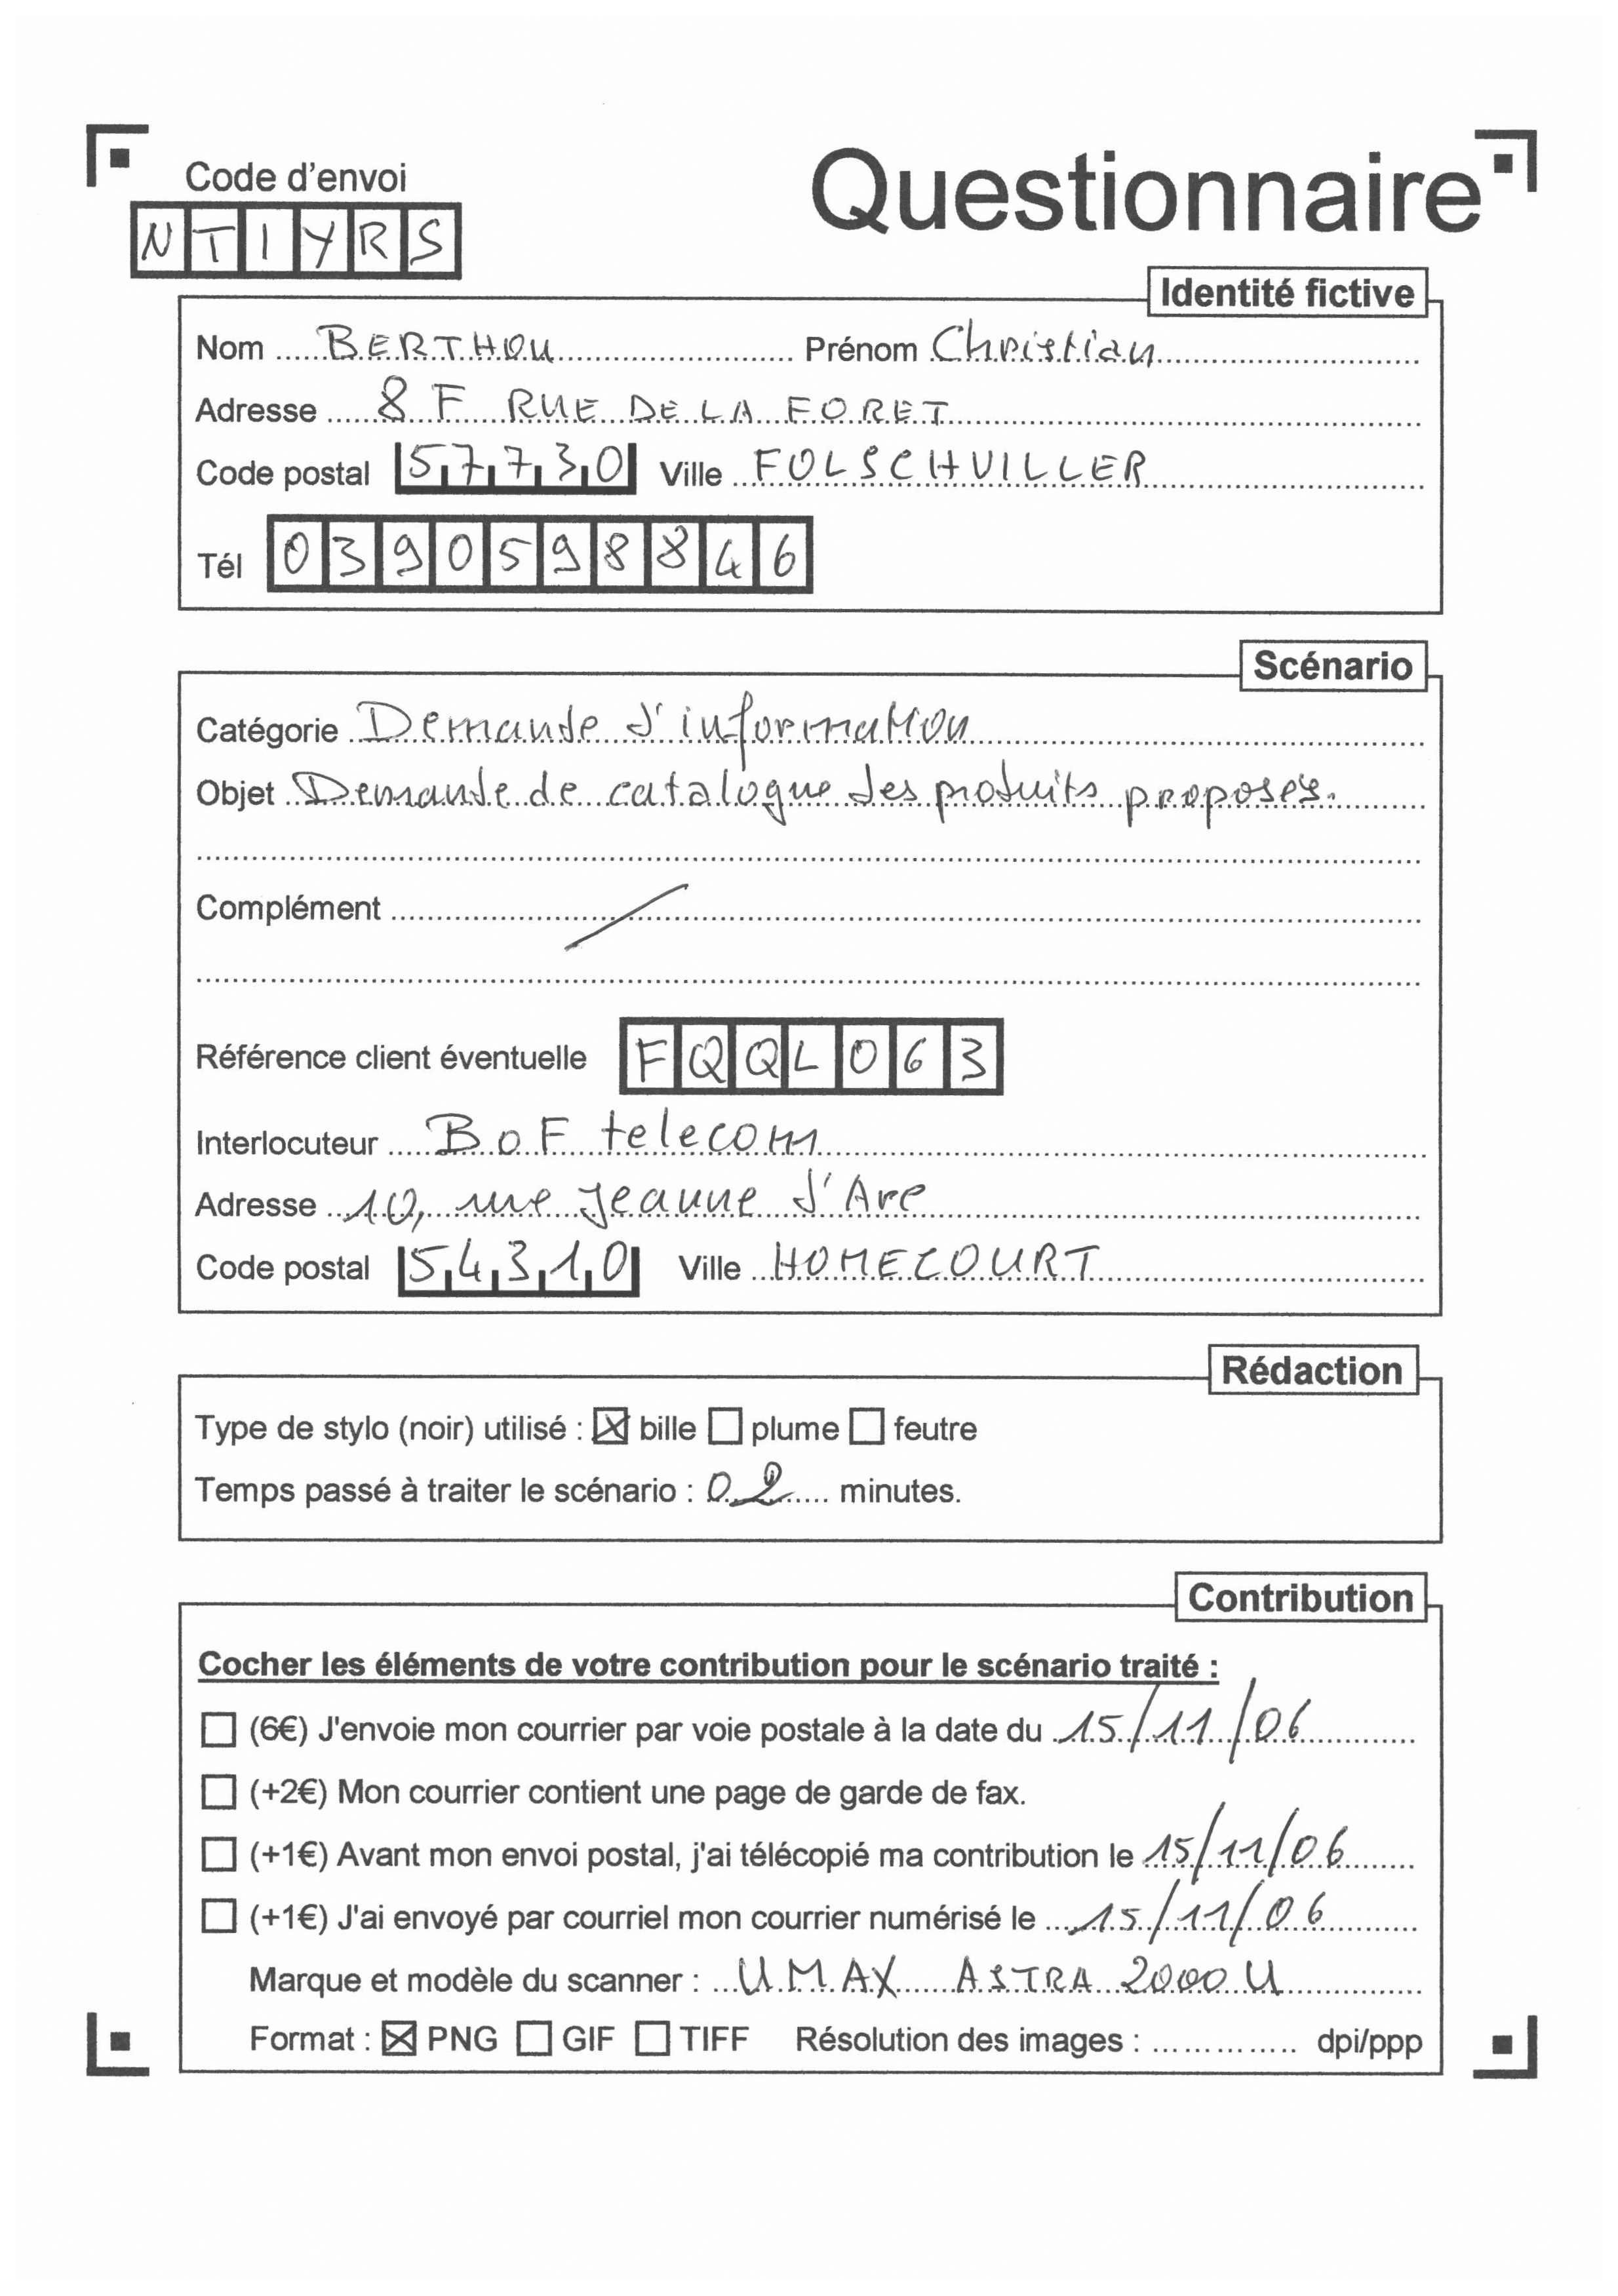 Code d'envoi
Questionnaire
NTIYRS
Identité fictive
Nom BERTHOU Prénom Christian
Adresse 8 F RUE DE LA FORET
Code postal 57730 Ville FOLSCHVILLER
Tél 0390598846
Scénario
Catégorie Demande d'information
Objet Demande de catalogue des produits proposés.
Complément /
Référence client éventuelle FQQL063
Interlocuteur BoF telecom
Adresse 10, rue Jeanne d'Arc
Code postal 54310 Ville HOMECOURT
Rédaction
Type de stylo (noir) utilisé : ☒ bille ☐ plume ☐ feutre
Temps passé à traiter le scénario : 02 minutes.
Contribution
Cocher les éléments de votre contribution pour le scénario traité :
☐ (6€) J'envoie mon courrier par voie postale à la date du 15/11/06
☐ (+2€) Mon courrier contient une page de garde de fax.
☐ (+1€) Avant mon envoi postal, j'ai télécopié ma contribution le 15/11/06
☐ (+1€) J'ai envoyé par courriel mon courrier numérisé le 15/11/06
Marque et modèle du scanner : UMAX ASTRA 2000 U
Format : ☒ PNG ☐ GIF ☐ TIFF Résolution des images : .............. dpi/ppp